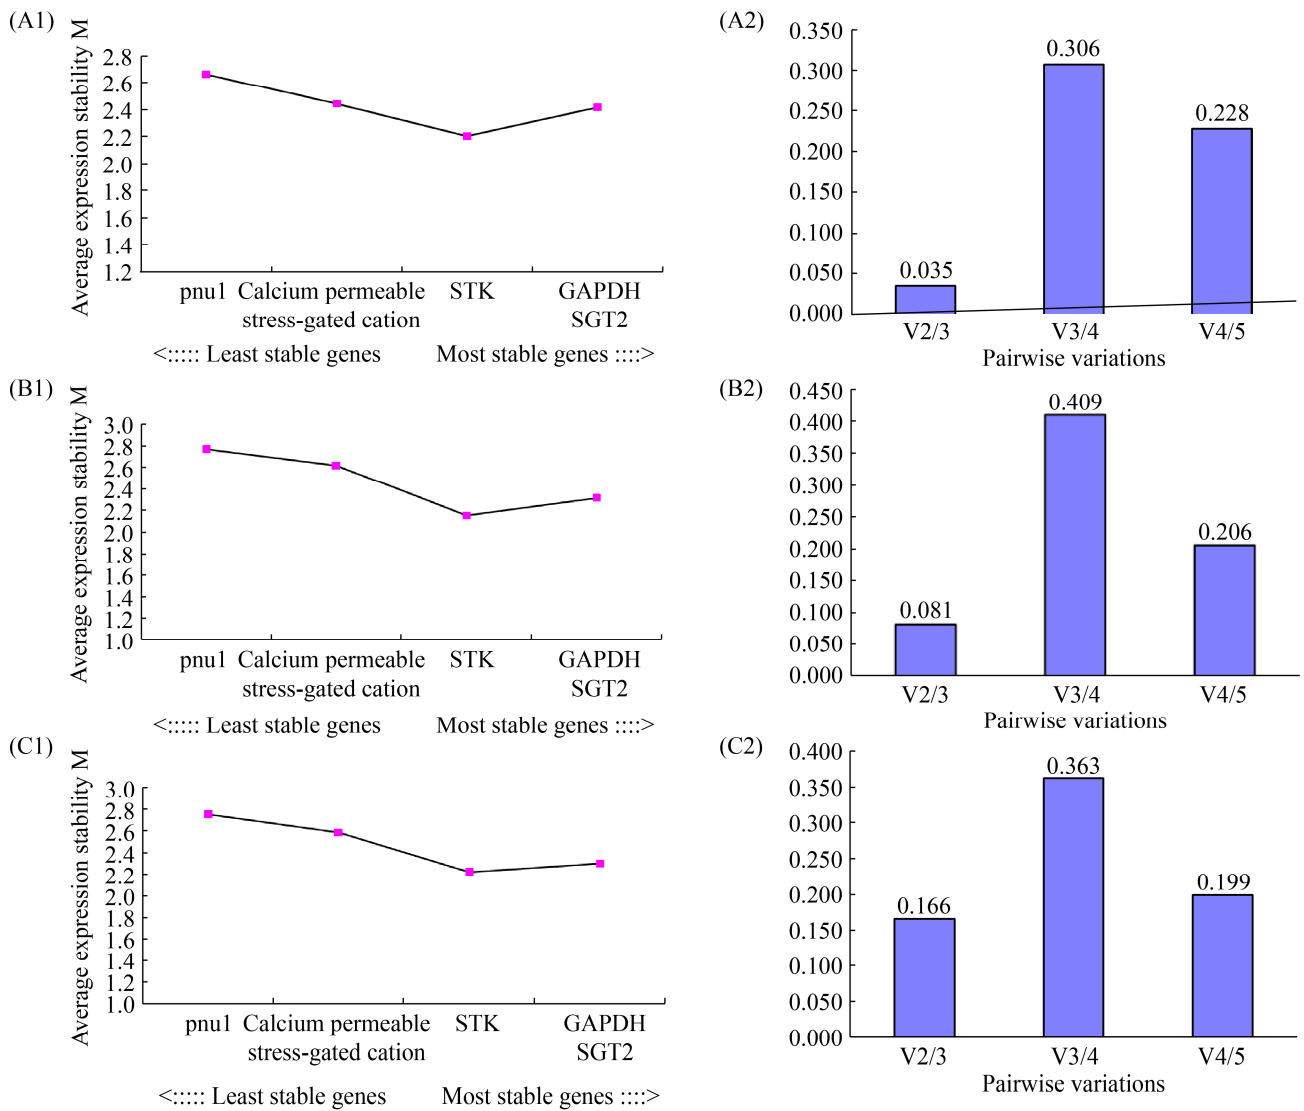 (A1)
Average expression stability M
2.8
2.6
2.4
2.2
2.0
1.8
1.6
1.4
1.2
pnu1 Calcium permeable STK GAPDH
stress-gated cation SGT2
<::::: Least stable genes Most stable genes ::::>
(A2)
0.350
0.300
0.250
0.200
0.150
0.100
0.050
0.000
0.035
0.306
0.228
V2/3 V3/4 V4/5
Pairwise variations
(B1)
Average expression stability M
3.0
2.8
2.6
2.4
2.2
2.0
1.8
1.6
1.4
1.2
1.0
pnu1 Calcium permeable STK GAPDH
stress-gated cation SGT2
<::::: Least stable genes Most stable genes ::::>
(B2)
0.450
0.400
0.350
0.300
0.250
0.200
0.150
0.100
0.050
0.000
0.081
0.409
0.206
V2/3 V3/4 V4/5
Pairwise variations
(C1)
Average expression stability M
3.0
2.8
2.6
2.4
2.2
2.0
1.8
1.6
1.4
1.2
1.0
pnu1 Calcium permeable STK GAPDH
stress-gated cation SGT2
<::::: Least stable genes Most stable genes ::::>
(C2)
0.400
0.350
0.300
0.250
0.200
0.150
0.100
0.050
0.000
0.166
0.363
0.199
V2/3 V3/4 V4/5
Pairwise variations